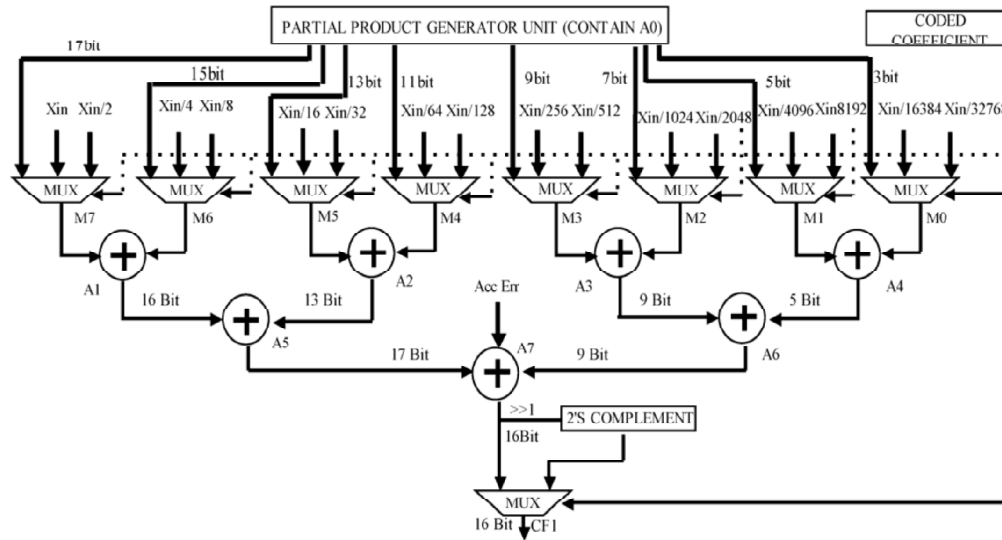 PARTIAL PRODUCT GENERATOR UNIT (CONTAIN A0)
CODED
COEFFICIENT
17bit
15bit
13bit
11bit
9bit
7bit
5bit
3bit
Xin Xin/2
Xin/4 Xin/8
Xin/16 Xin/32
Xin/64 Xin/128
Xin/256 Xin/512
Xin/1024 Xin/2048
Xin/4096 Xin8192
Xin/16384 Xin/32768
MUX MUX MUX MUX MUX MUX MUX MUX
M7 M6 M5 M4 M3 M2 M1 M0
A1 A2 A3 A4
16 Bit 13 Bit 9 Bit 5 Bit
Acc Err
A5 A7 A6
17 Bit 9 Bit
>>1
16Bit
2'S COMPLEMENT
MUX
16 Bit CF1